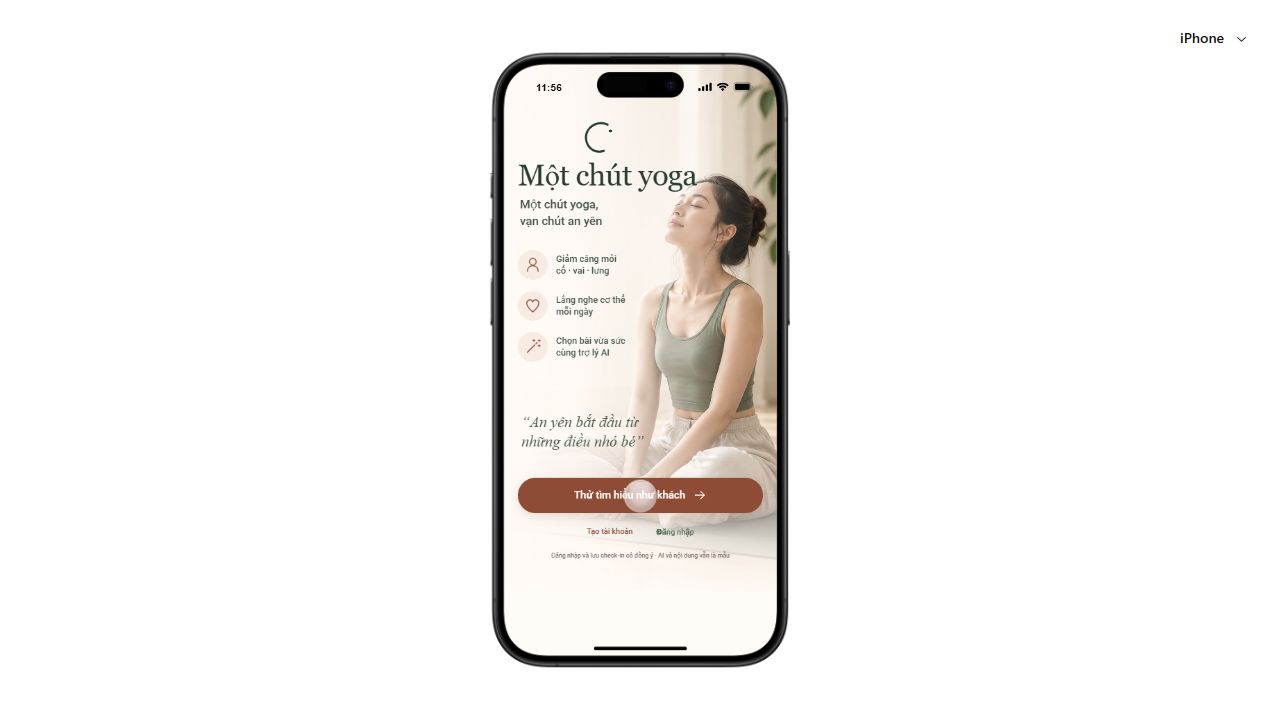 iPhone
11:56
Một chút yoga
Một chút yoga,
vạn chút an yên
Giảm căng mỏi
cổ · vai · lưng
Lắng nghe cơ thể
mỗi ngày
Chọn bài vừa sức
cùng trợ lý AI
“An yên bắt đầu từ
những điều nhỏ bé”
Thử tìm hiểu như khách
Tạo tài khoản
Đăng nhập
Đăng nhập và lưu check-in có đồng ý · AI và nội dung vẫn là mẫu